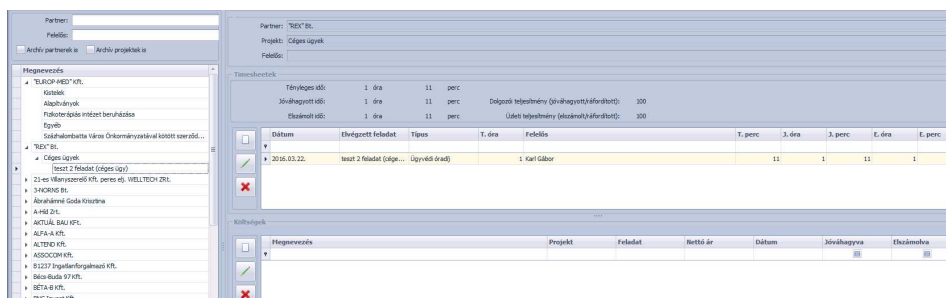 Partner:
Felelős:
Archív partnerek is Archív projektek is
Megnevezés
"EUROP-MED" Kft.
Kistelek
Alapítványok
Fizikoterápiás intézet beruházása
Egyéb
Százhalombatta Város Önkormányzatával kötött szerződ...
"REX" Bt.
Céges ügyek
teszt 2 feladat (céges ügy)
21-es Villanyszerelő Kft. peres elj. WELLTECH ZRt.
3-NORNS Bt.
Ábrahámné Goda Krisztina
A-Híd Zrt.
AKTUÁL BAU Kft.
ALFA-A Kft.
ALTEND Kft.
ASSOCOM Kft.
B1237 Ingatlanforgalmazó Kft.
Bécs-Buda 97 Kft.
BÉTA-B Kft.
Partner: "REX" Bt.
Projekt: Céges ügyek
Felelős:
Timesheetek
Tényleges idő: 1 óra 11 perc
Jóváhagyott idő: 1 óra 11 perc Dolgozói teljesítmény (jóváhagyott/ráfordított): 100
Elszámolt idő: 1 óra 11 perc Üzleti teljesítmény (elszámolt/ráfordított): 100
Dátum Elvégzett feladat Típus T. óra Felelős T. perc J. óra J. perc E. óra E. perc
2016.03.22. teszt 2 feladat (cége... Ügyvédi óradíj 1 Karl Gábor 11 1 11 1
Költségek
Megnevezés Projekt Feladat Nettó ár Dátum Jóváhagyva Elszámolva